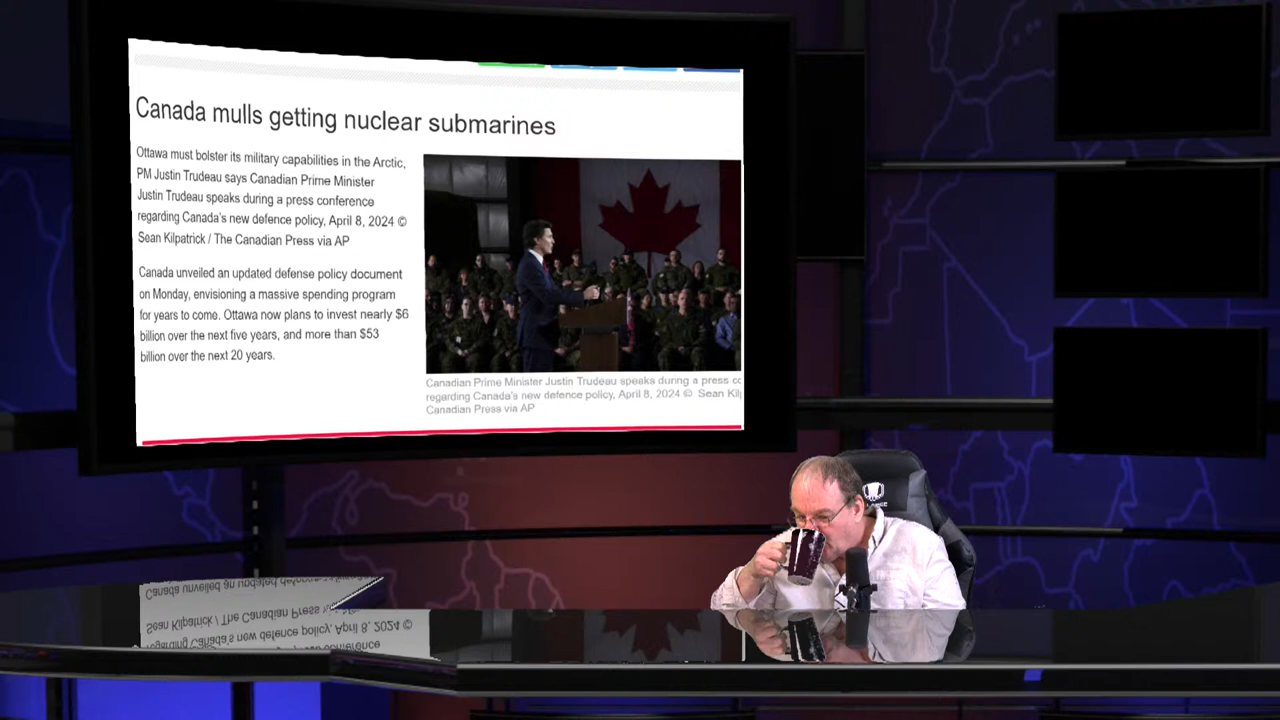 Canada mulls getting nuclear submarines
Ottawa must bolster its military capabilities in the Arctic,
PM Justin Trudeau says Canadian Prime Minister
Justin Trudeau speaks during a press conference
regarding Canada's new defence policy, April 8, 2024 ©
Sean Kilpatrick / The Canadian Press via AP
Canada unveiled an updated defense policy document
on Monday, envisioning a massive spending program
for years to come. Ottawa now plans to invest nearly $6
billion over the next five years, and more than $53
billion over the next 20 years.
Canadian Prime Minister Justin Trudeau speaks during a press
regarding Canada's new defence policy, April 8, 2024 © Sean
Canadian Press via AP